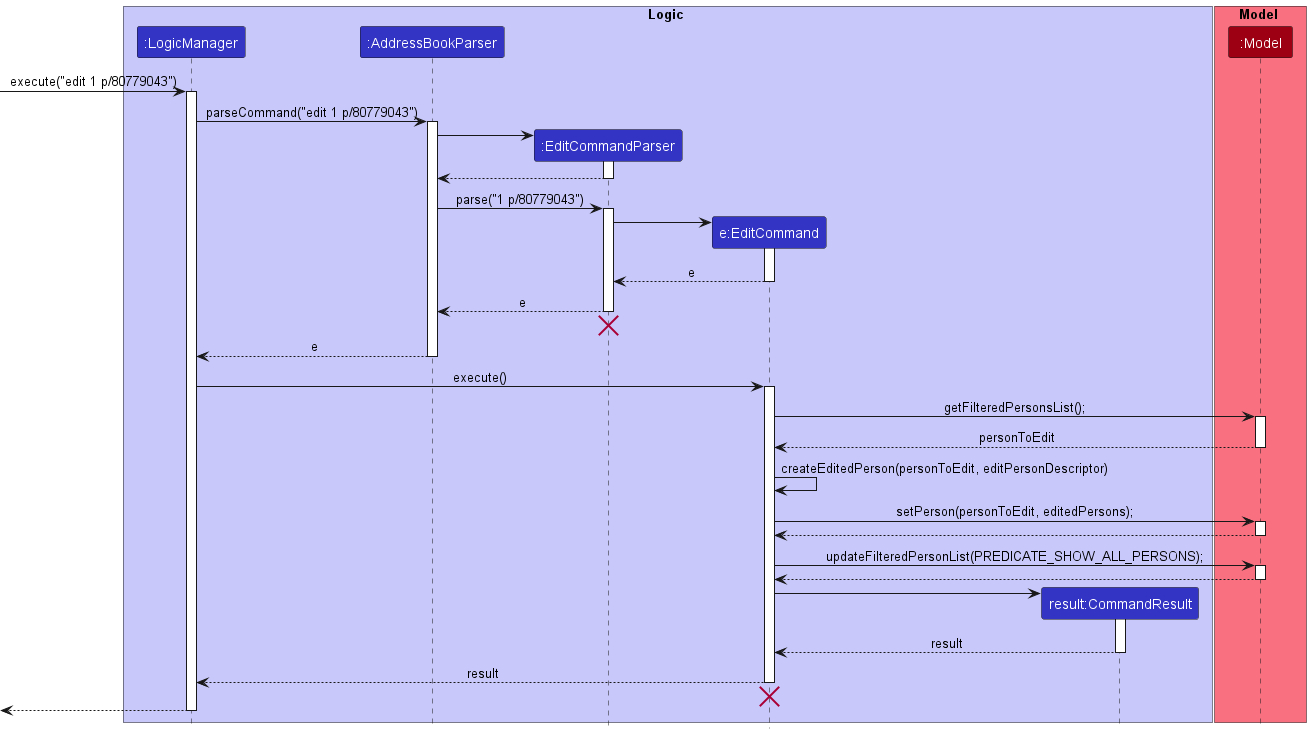 Logic
Model
:LogicManager
:AddressBookParser
:Model
execute("edit 1 p/80779043")
parseCommand("edit 1 p/80779043")
:EditCommandParser
parse("1 p/80779043")
e:EditCommand
e
e
e
execute()
getFilteredPersonsList();
personToEdit
createEditedPerson(personToEdit, editPersonDescriptor)
setPerson(personToEdit, editedPersons);
updateFilteredPersonList(PREDICATE_SHOW_ALL_PERSONS);
result:CommandResult
result
result